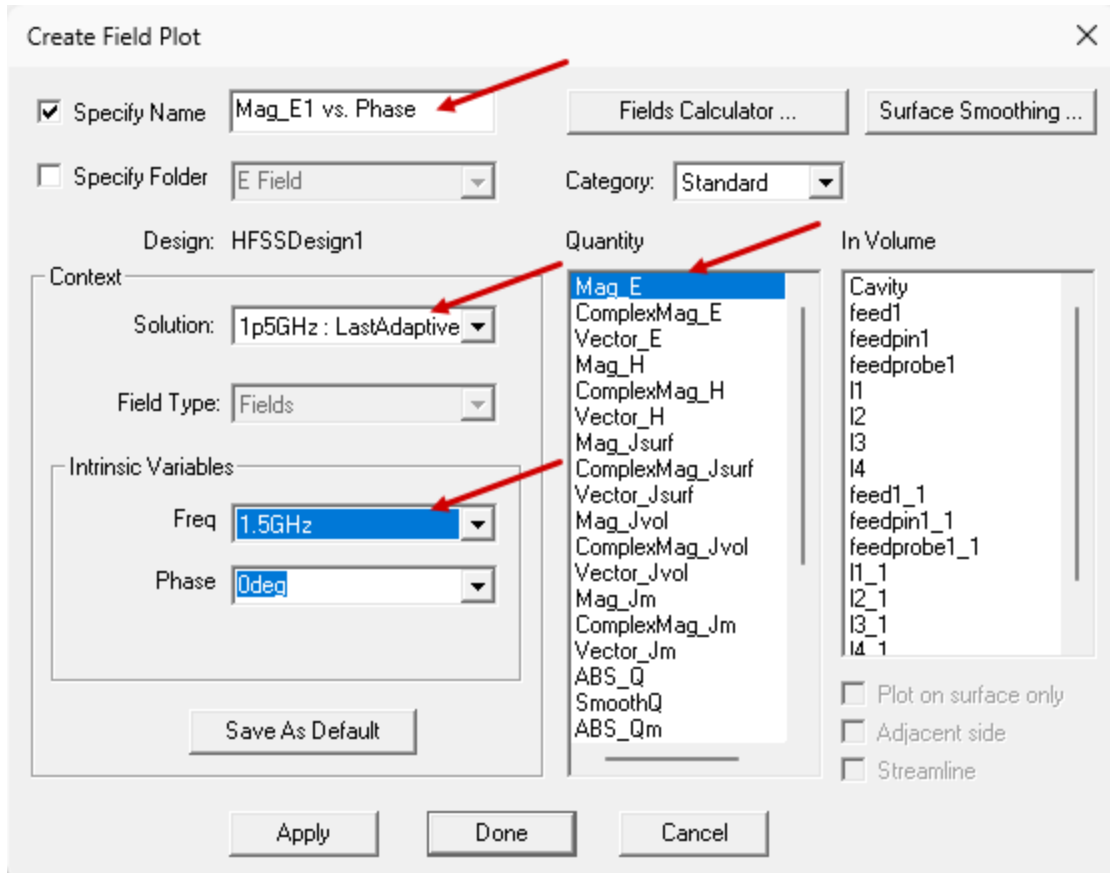 Create Field Plot
Specify Name
Mag_E1 vs. Phase
Fields Calculator ...
Surface Smoothing ...
Specify Folder
E Field
Category:
Standard
Design:
HFSSDesign1
Context
Solution:
1p5GHz : LastAdaptive
Field Type:
Fields
Intrinsic Variables
Freq
1.5GHz
Phase
0deg
Save As Default
Quantity
Mag_E
ComplexMag_E
Vector_E
Mag_H
ComplexMag_H
Vector_H
Mag_Jsurf
ComplexMag_Jsurf
Vector_Jsurf
Mag_Jvol
ComplexMag_Jvol
Vector_Jvol
Mag_Jm
ComplexMag_Jm
Vector_Jm
ABS_Q
SmoothQ
ABS_Qm
In Volume
Cavity
feed1
feedpin1
feedprobe1
l1
l2
l3
l4
feed1_1
feedpin1_1
feedprobe1_1
l1_1
l2_1
l3_1
l4_1
Plot on surface only
Adjacent side
Streamline
Apply
Done
Cancel